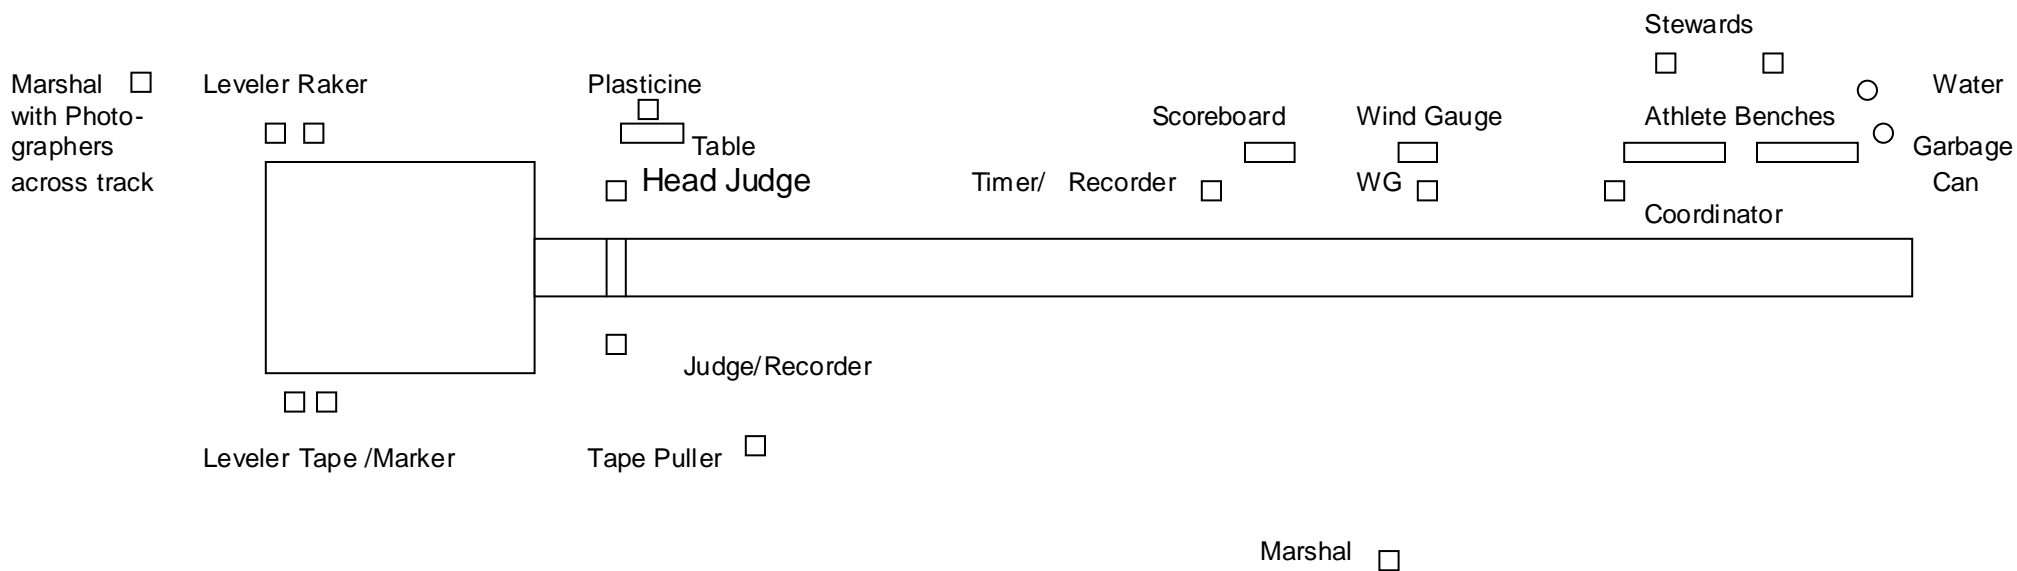 Stewards
Marshal
with Photo-
graphers
across track
Leveler Raker
Plasticine
Table
Head Judge
Scoreboard
Timer/ Recorder
Wind Gauge
WG
Athlete Benches
Coordinator
Water
Garbage
Can
Judge/Recorder
Leveler Tape /Marker
Tape Puller
Marshal